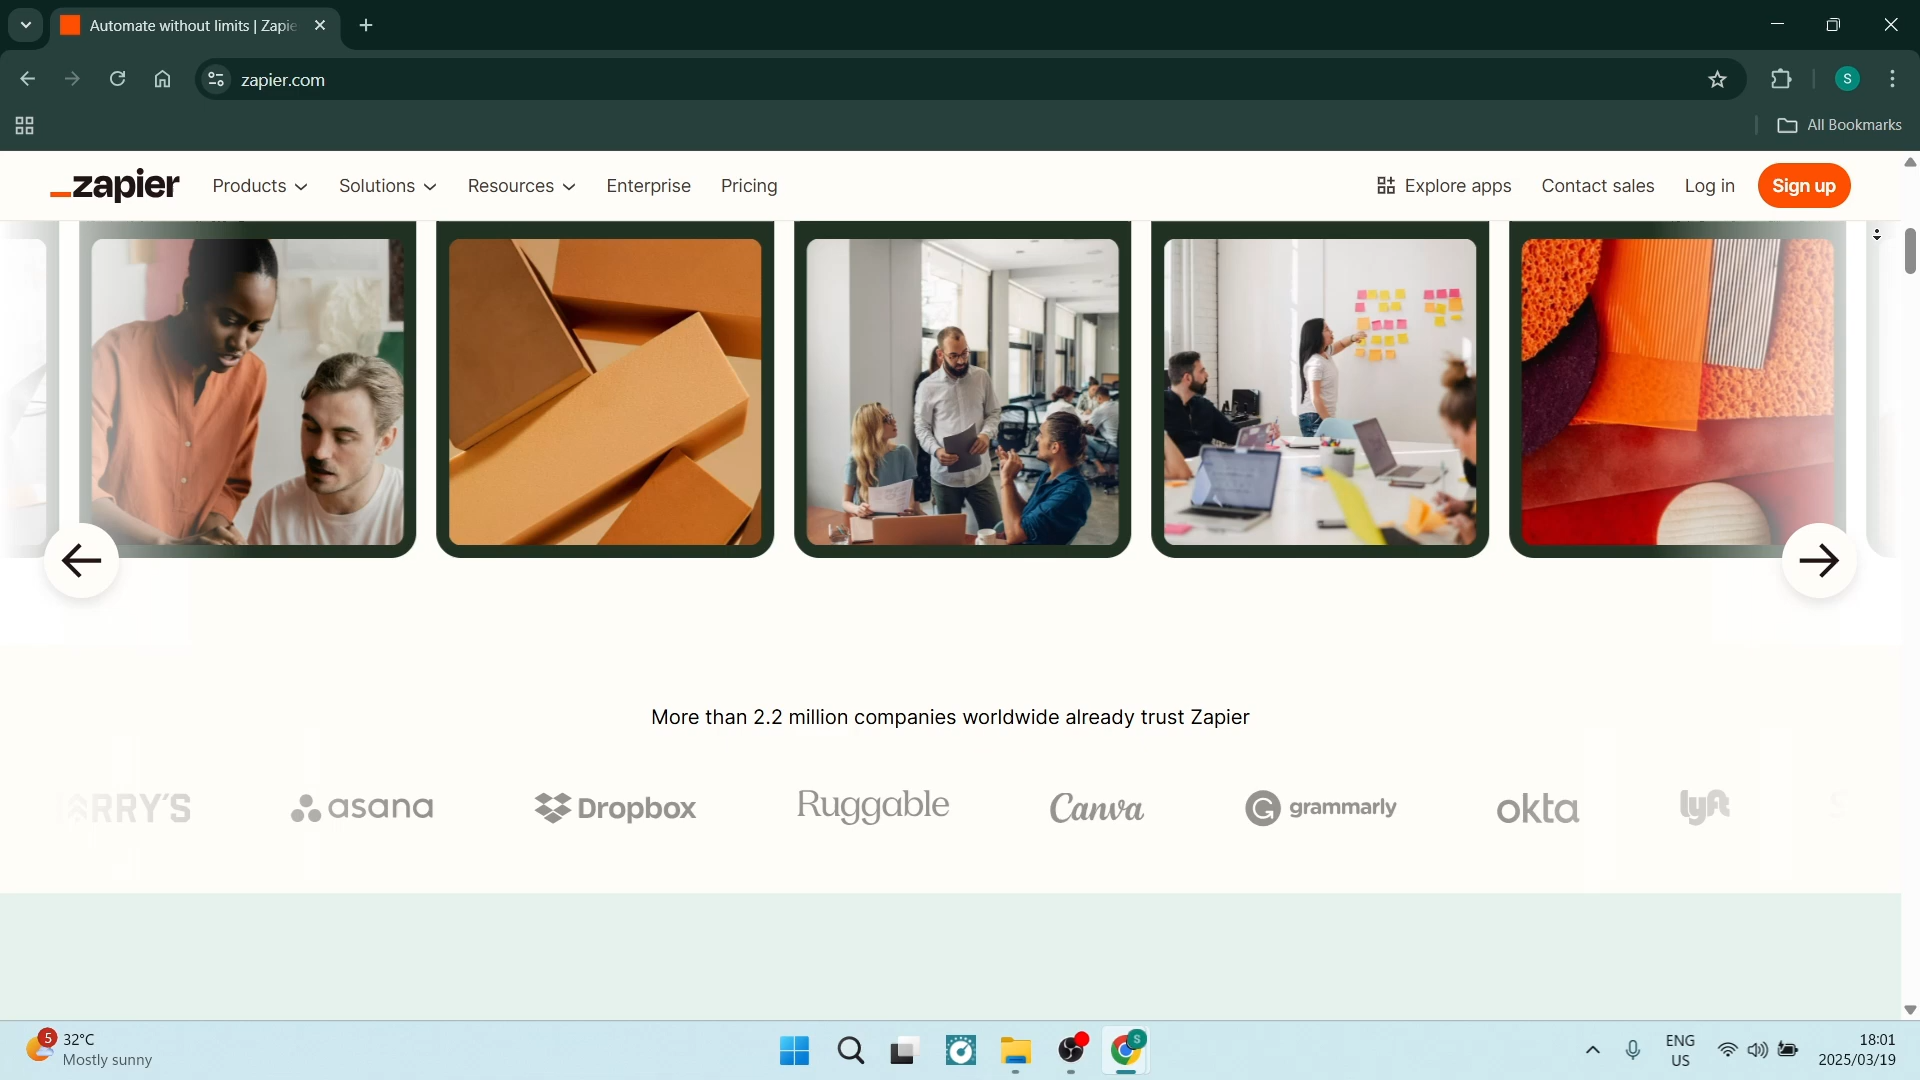 Automate without limits | Zapie
zapier.com
S
All Bookmarks
zapier
Products
Solutions
Resources
Enterprise
Pricing
Explore apps
Contact sales
Log in
Sign up
More than 2.2 million companies worldwide already trust Zapier
ARRY'S
asana
Dropbox
Ruggable
Canva
grammarly
okta
lyft
S
5
32°C
Mostly sunny
S
ENG
US
18:01
2025/03/19